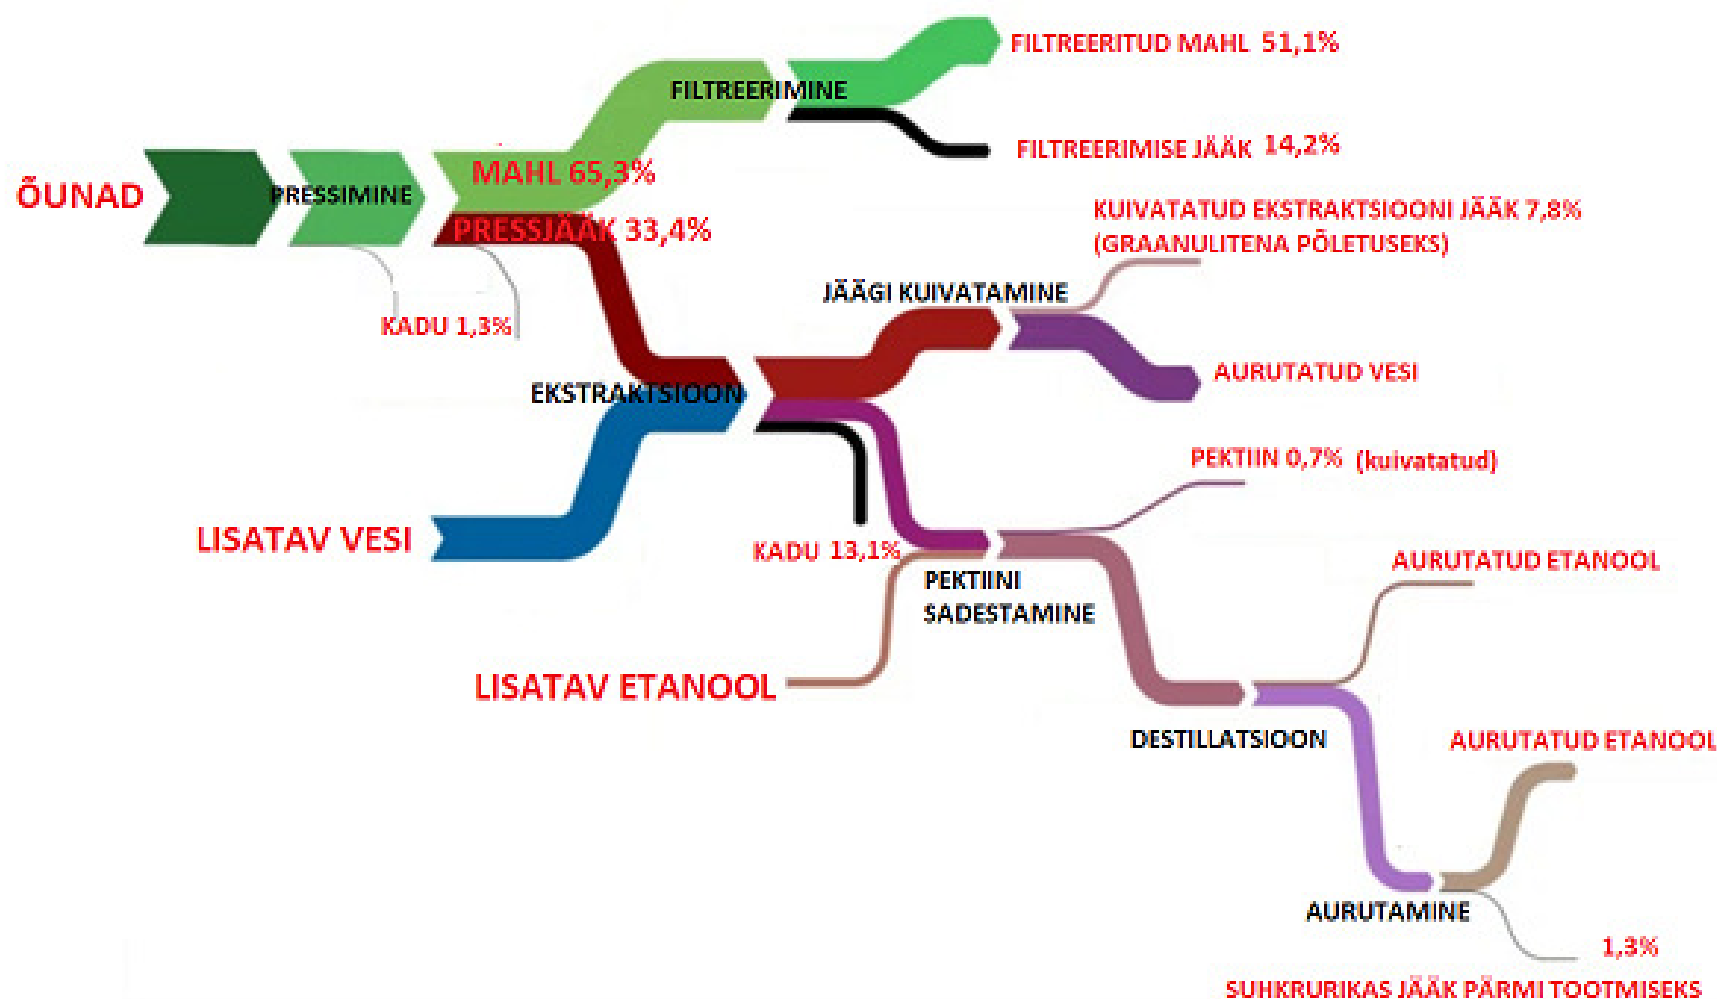 FILTREERITUD MAHL 51,1%
FILTREERIMINE
FILTREERIMISE JÄÄK 14,2%
MAHL 65,3%
ÕUNAD
PRESSIMINE
PRESSJÄÄK 33,4%
KUIVATATUD EKSTRAKTSIOONI JÄÄK 7,8%
(GRAANULITENA PÕLETUSEKS)
JÄÄGI KUIVATAMINE
KADU 1,3%
AURUTATUD VESI
EKSTRAKTSIOON
PEKTIIN 0,7% (kuivatatud)
LISATAV VESI
KADU 13,1%
AURUTATUD ETANOOL
PEKTIINI
SADESTAMINE
LISATAV ETANOOL
DESTILLATSIOON
AURUTATUD ETANOOL
AURUTAMINE
1,3%
SUHKRURIKAS JÄÄK PÄRMI TOOTMISEKS